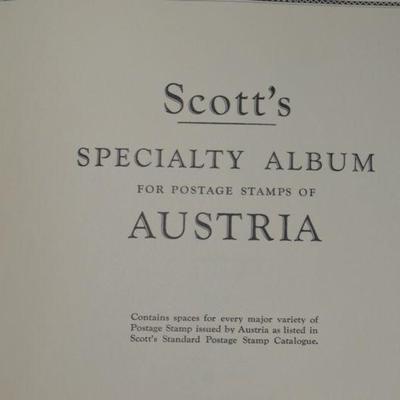 Scott's
SPECIALTY ALBUM
FOR POSTAGE STAMPS OF
AUSTRIA
Contains spaces for every major variety of
Postage Stamp issued by Austria as listed in
Scott's Standard Postage Stamp Catalogue.